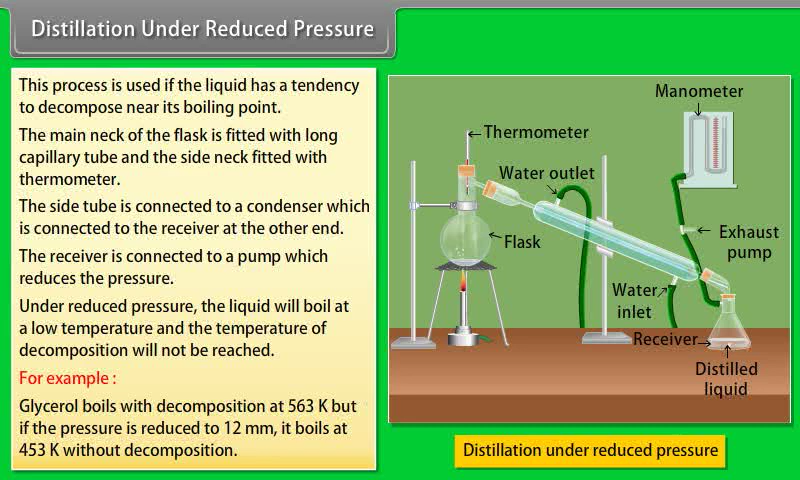 Distillation Under Reduced Pressure
This process is used if the liquid has a tendency
to decompose near its boiling point.
The main neck of the flask is fitted with long
capillary tube and the side neck fitted with
thermometer.
The side tube is connected to a condenser which
is connected to the receiver at the other end.
The receiver is connected to a pump which
reduces the pressure.
Under reduced pressure, the liquid will boil at
a low temperature and the temperature of
decomposition will not be reached.
For example :
Glycerol boils with decomposition at 563 K but
if the pressure is reduced to 12 mm, it boils at
453 K without decomposition.
Manometer
Thermometer
Water outlet
Flask
Exhaust
pump
Water
inlet
Receiver
Distilled
liquid
Distillation under reduced pressure